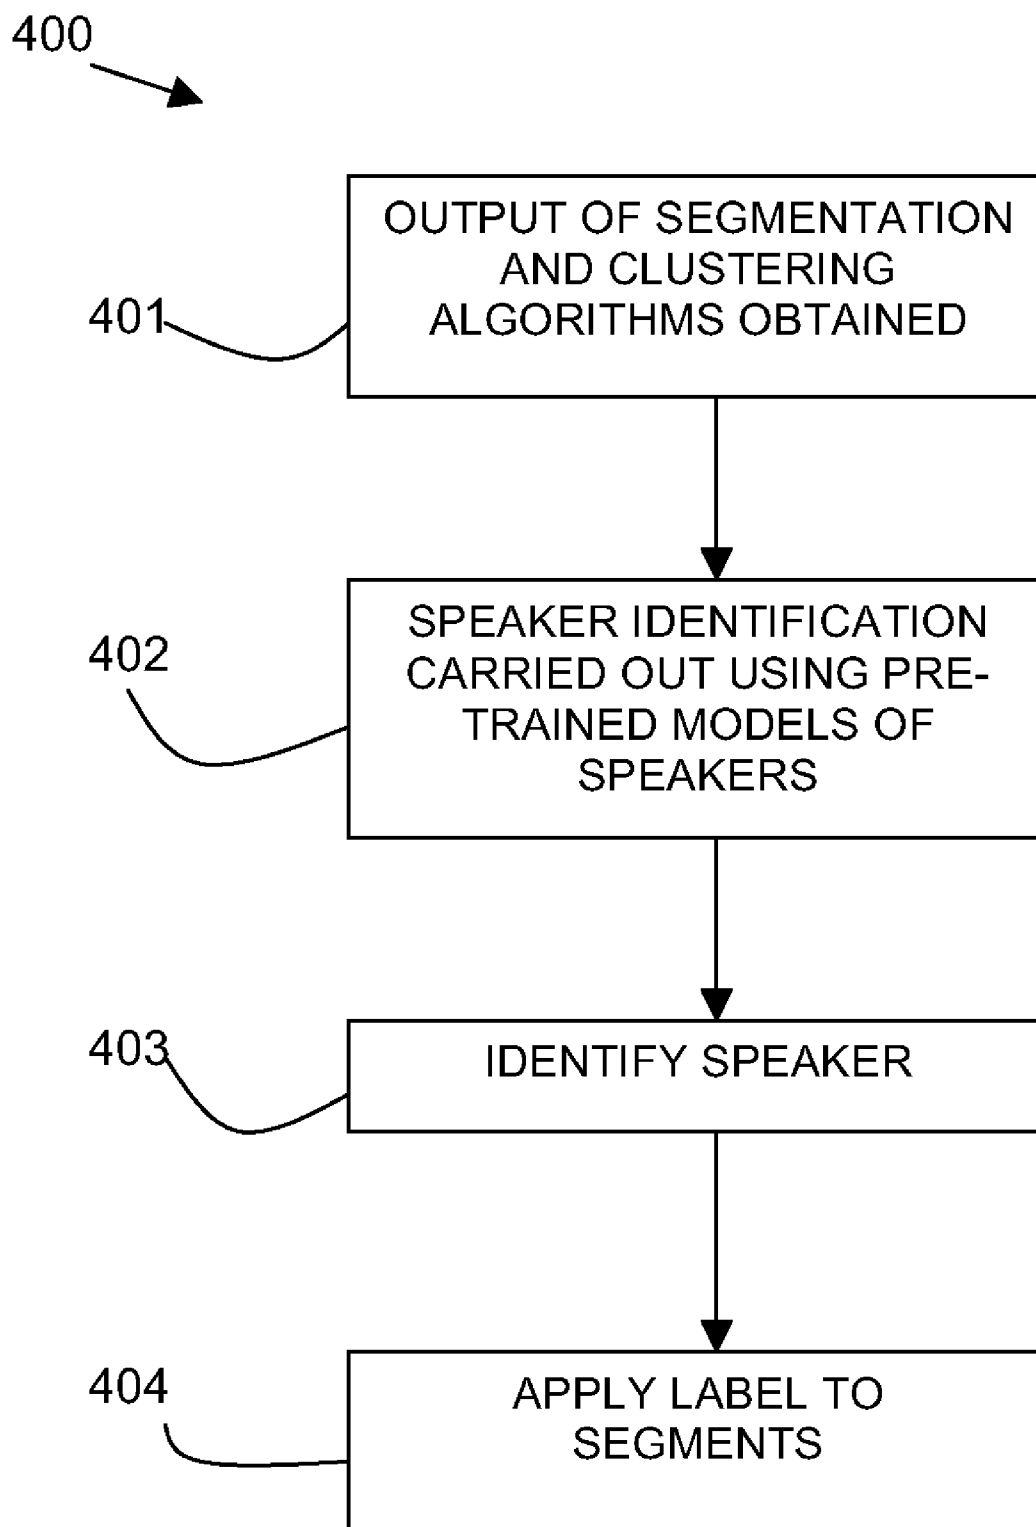 400
OUTPUT OF SEGMENTATION
AND CLUSTERING
ALGORITHMS OBTAINED
401
SPEAKER IDENTIFICATION
CARRIED OUT USING PRE-
TRAINED MODELS OF
SPEAKERS
402
IDENTIFY SPEAKER
403
APPLY LABEL TO
SEGMENTS
404